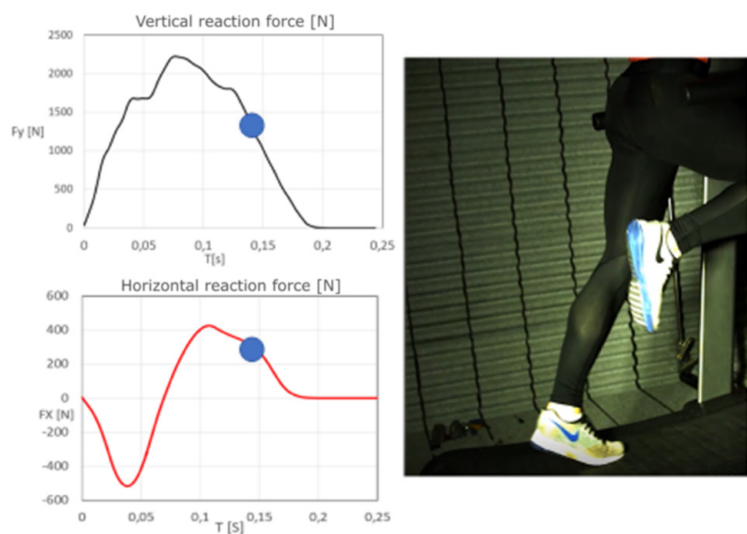 Vertical reaction force [N]
2500
2000
1500
Fy [N]
1000
500
0
0 0,05 0,1 0,15 0,2 0,25
T[s]
Horizontal reaction force [N]
600
400
200
0
FX [N]
-200
-400
-600
0 0,05 0,1 0,15 0,2 0,25
T [S]